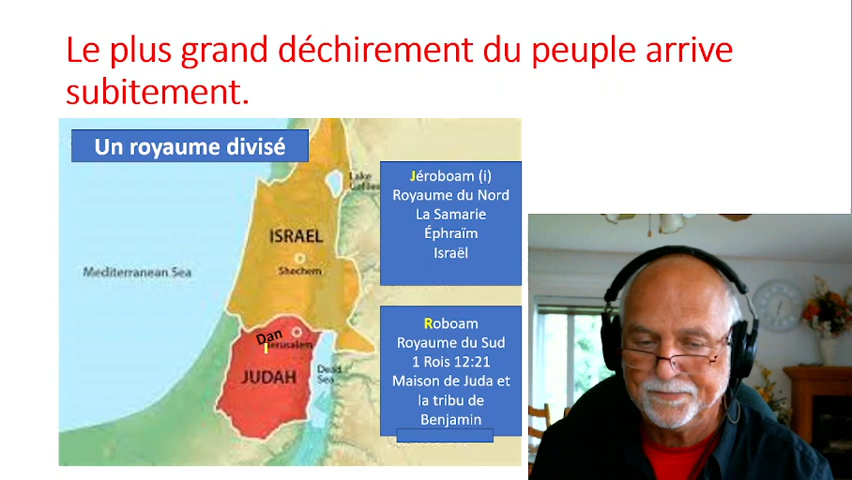 Le plus grand déchirement du peuple arrive
subitement.
Un royaume divisé
Jéroboam (i)
Royaume du Nord
La Samarie
Éphraïm
Israël
Lake
Galilee
ISRAEL
Shechem
Mediterranean Sea
Dan
Jerusalem
JUDAH
Dead
Sea
Roboam
Royaume du Sud
1 Rois 12:21
Maison de Juda et
la tribu de
Benjamin